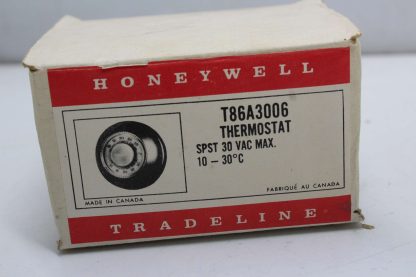 HONEYWELL
T86A3006
THERMOSTAT
SPST 30 VAC MAX.
10 – 30°C
MADE IN CANADA
FABRIQUÉ AU CANADA
TRADELINE